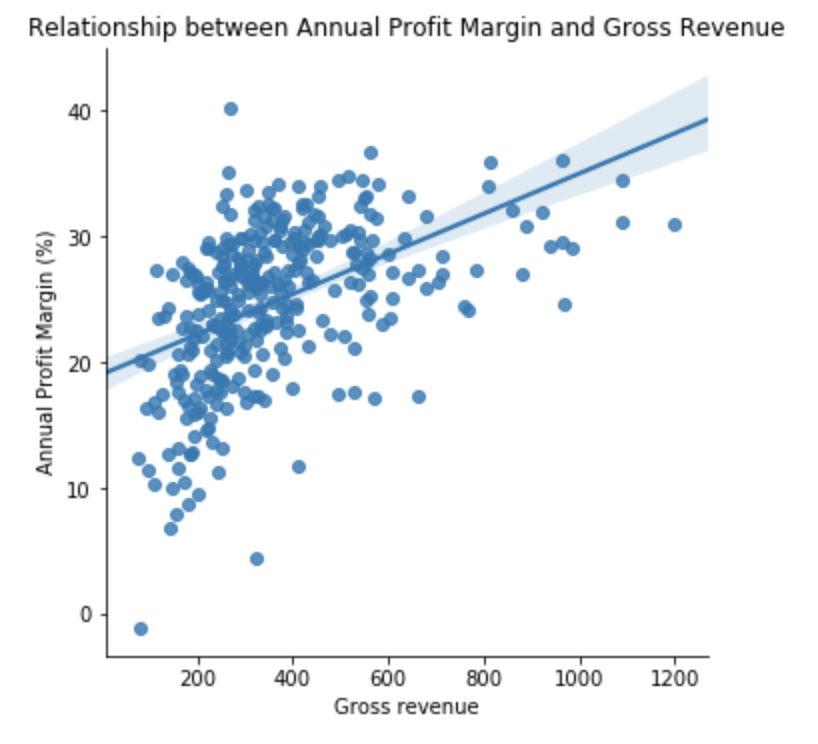 Relationship between Annual Profit Margin and Gross Revenue
40
30
20
10
0
Annual Profit Margin (%)
200 400 600 800 1000 1200
Gross revenue